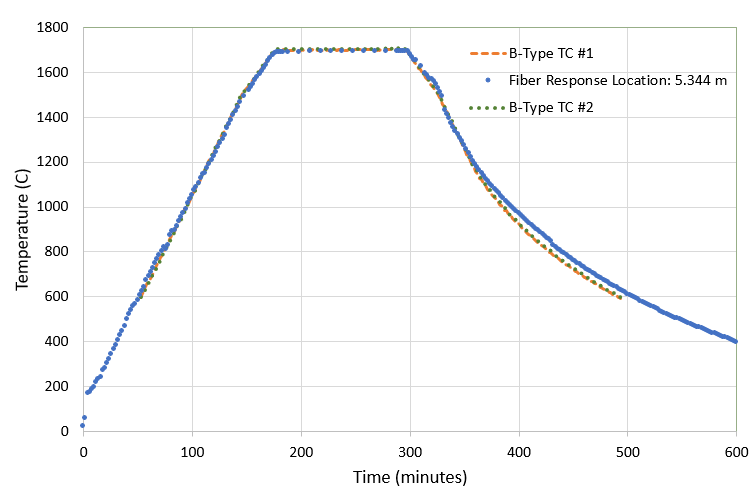 1800
1600
1400
1200
1000
800
600
400
200
0
Temperature (C)
B-Type TC #1
Fiber Response Location: 5.344 m
B-Type TC #2
0 100 200 300 400 500 600
Time (minutes)